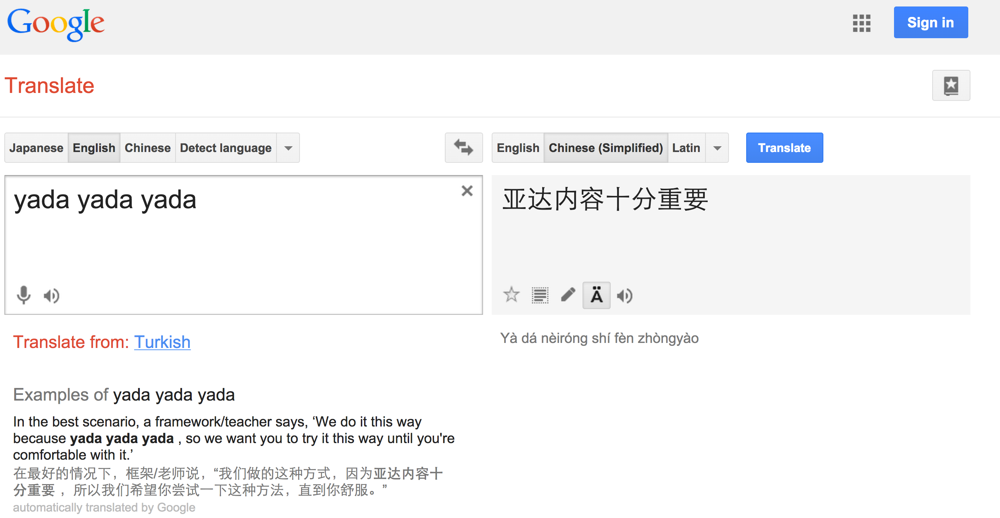 Google
Sign in
Translate
Japanese English Chinese Detect language
English Chinese (Simplified) Latin Translate
yada yada yada
亚达内容十分重要
Ä
Translate from: Turkish
Yà dá nèiróng shí fèn zhòngyào
Examples of yada yada yada
In the best scenario, a framework/teacher says, ‘We do it this way
because yada yada yada , so we want you to try it this way until you're
comfortable with it.’
在最好的情况下，框架/老师说，“我们做的这种方式，因为亚达内容十
分重要 ，所以我们希望你尝试一下这种方法，直到你舒服。”
automatically translated by Google